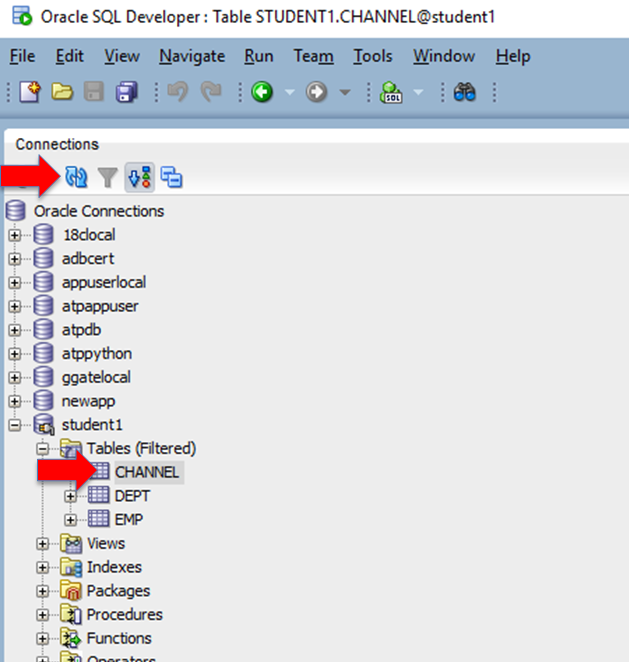 Oracle SQL Developer : Table STUDENT1.CHANNEL@student1
File Edit View Navigate Run Team Tools Window Help
SQL
Connections
Oracle Connections
18clocal
adbcert
appuserlocal
atpappuser
atpdb
atppython
ggatelocal
newapp
student1
Tables (Filtered)
CHANNEL
DEPT
EMP
Views
Indexes
Packages
Procedures
Functions
Operators